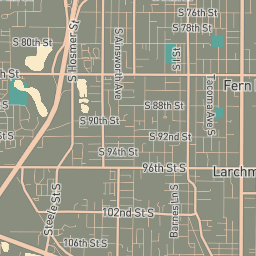 S 76th St
S 78th St
S 80th St
S Hosmer St
S Ainsworth Ave
S I St
h St
Tacoma Ave S
Fern
S 88th St
S 90th St
S 92nd St
S 94th St
96th St S
Larchm
Steele St S
Barnes Ln S
102nd St S
106th St S